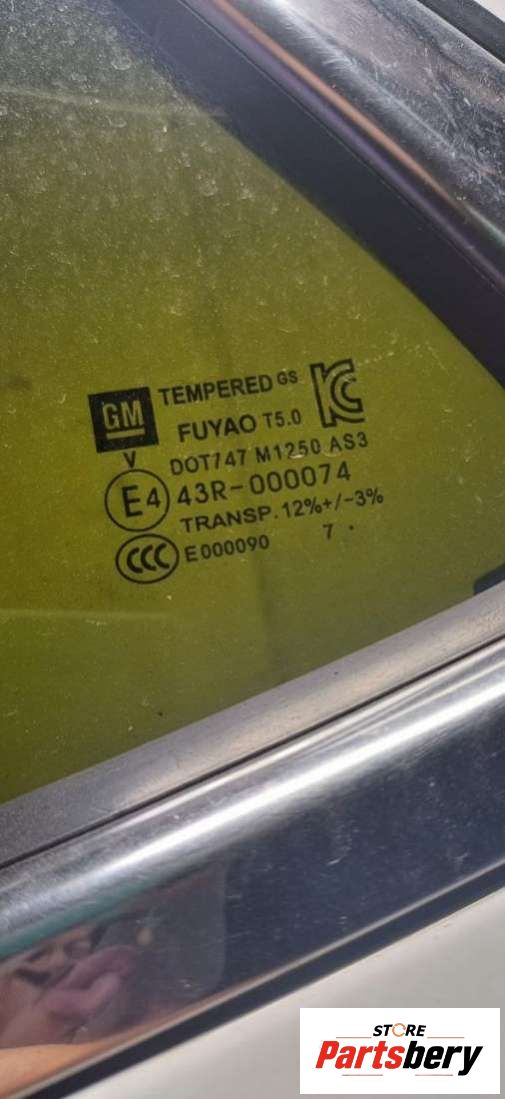 GM TEMPERED GS KC
FUYAO T5.0
V DOT747 M1250 AS3
E4 43R-000074
TRANSP. 12%+/-3%
CCC E000090 7 .
STORE
Partsbery